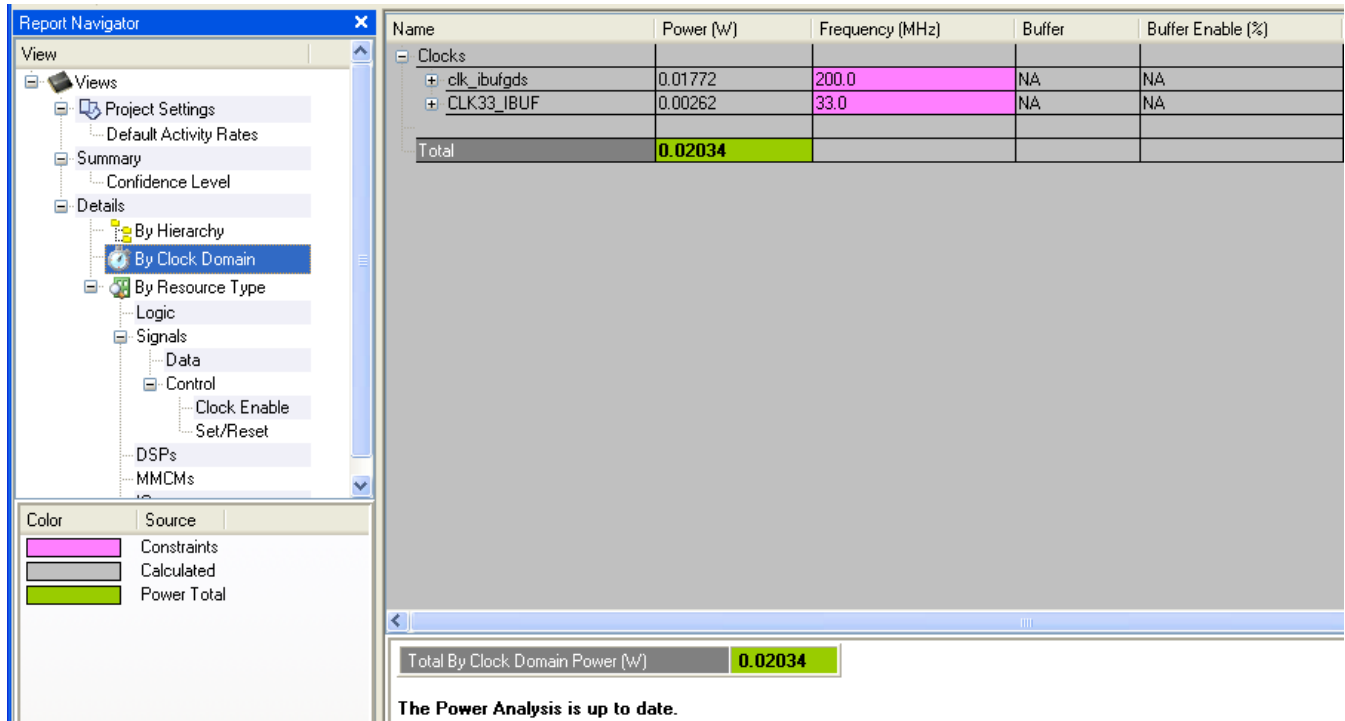 Report Navigator
View
Views
Project Settings
Default Activity Rates
Summary
Confidence Level
Details
By Hierarchy
By Clock Domain
By Resource Type
Logic
Signals
Data
Control
Clock Enable
Set/Reset
DSPs
MMCMs
Color Source
Constraints
Calculated
Power Total
Name Power (W) Frequency (MHz) Buffer Buffer Enable (%)
Clocks
clk_ibufgds 0.01772 200.0 NA NA
CLK33_IBUF 0.00262 33.0 NA NA
Total 0.02034
Total By Clock Domain Power (W) 0.02034
The Power Analysis is up to date.